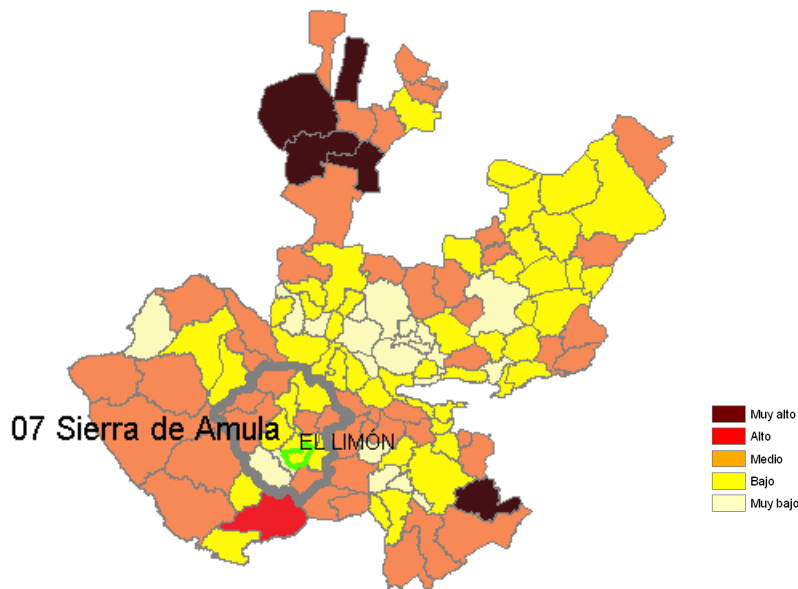 07 Sierra de Amula
EL LIMÓN
Muy alto
Alto
Medio
Bajo
Muy bajo